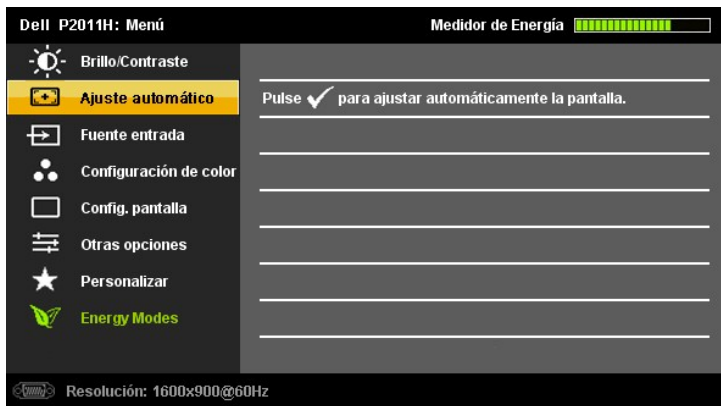 Dell P2011H: Menú
Medidor de Energía
Brillo/Contraste
Ajuste automático
Pulse ✓ para ajustar automáticamente la pantalla.
Fuente entrada
Configuración de color
Config. pantalla
Otras opciones
Personalizar
Energy Modes
Resolución: 1600x900@60Hz